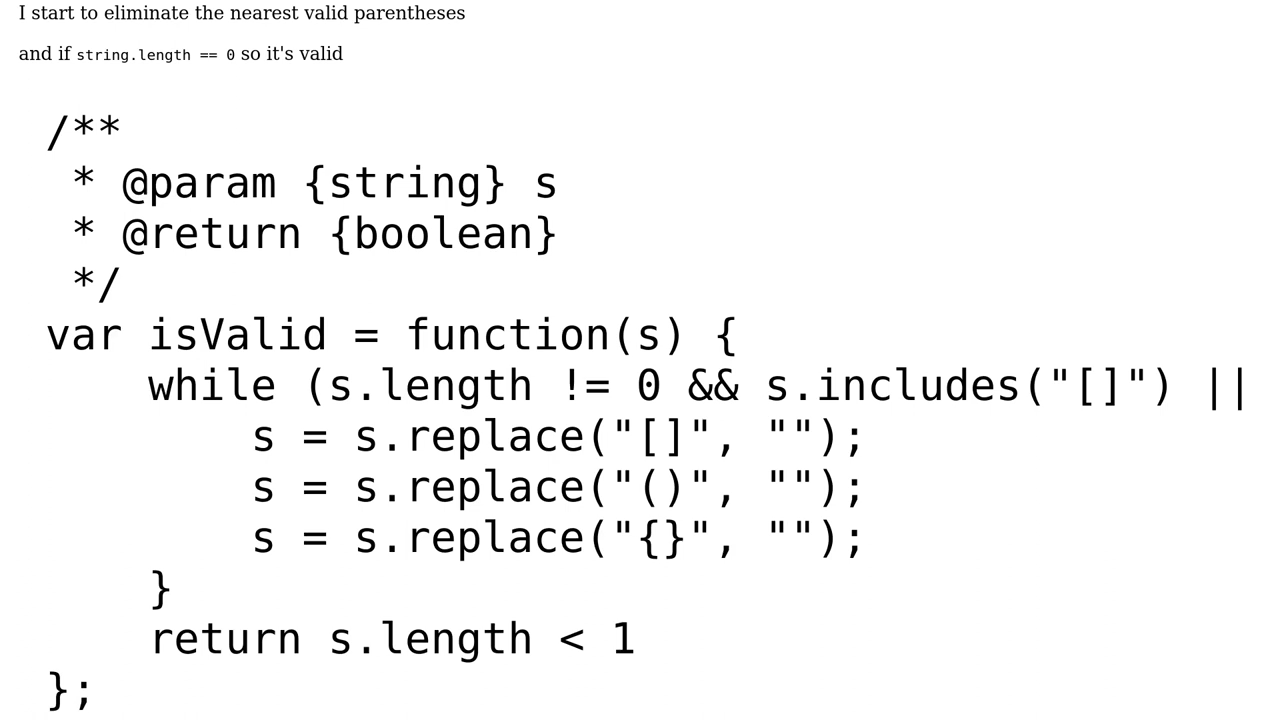 I start to eliminate the nearest valid parentheses
and if string.length == 0 so it's valid
/**
 * @param {string} s
 * @return {boolean}
 */
var isValid = function(s) {
    while (s.length != 0 && s.includes("[]") ||
        s = s.replace("[]", "");
        s = s.replace("()", "");
        s = s.replace("{}", "");
    }
    return s.length < 1
};